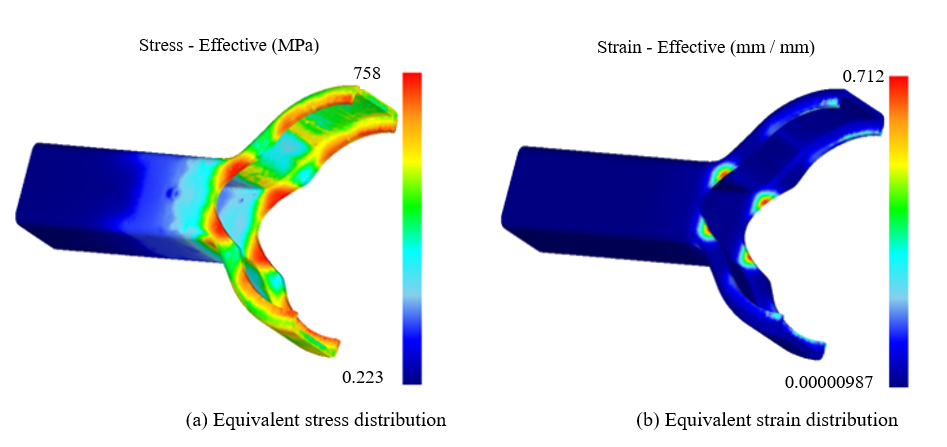 Stress - Effective (MPa)
758
0.223
(a) Equivalent stress distribution
Strain - Effective (mm / mm)
0.712
0.00000987
(b) Equivalent strain distribution